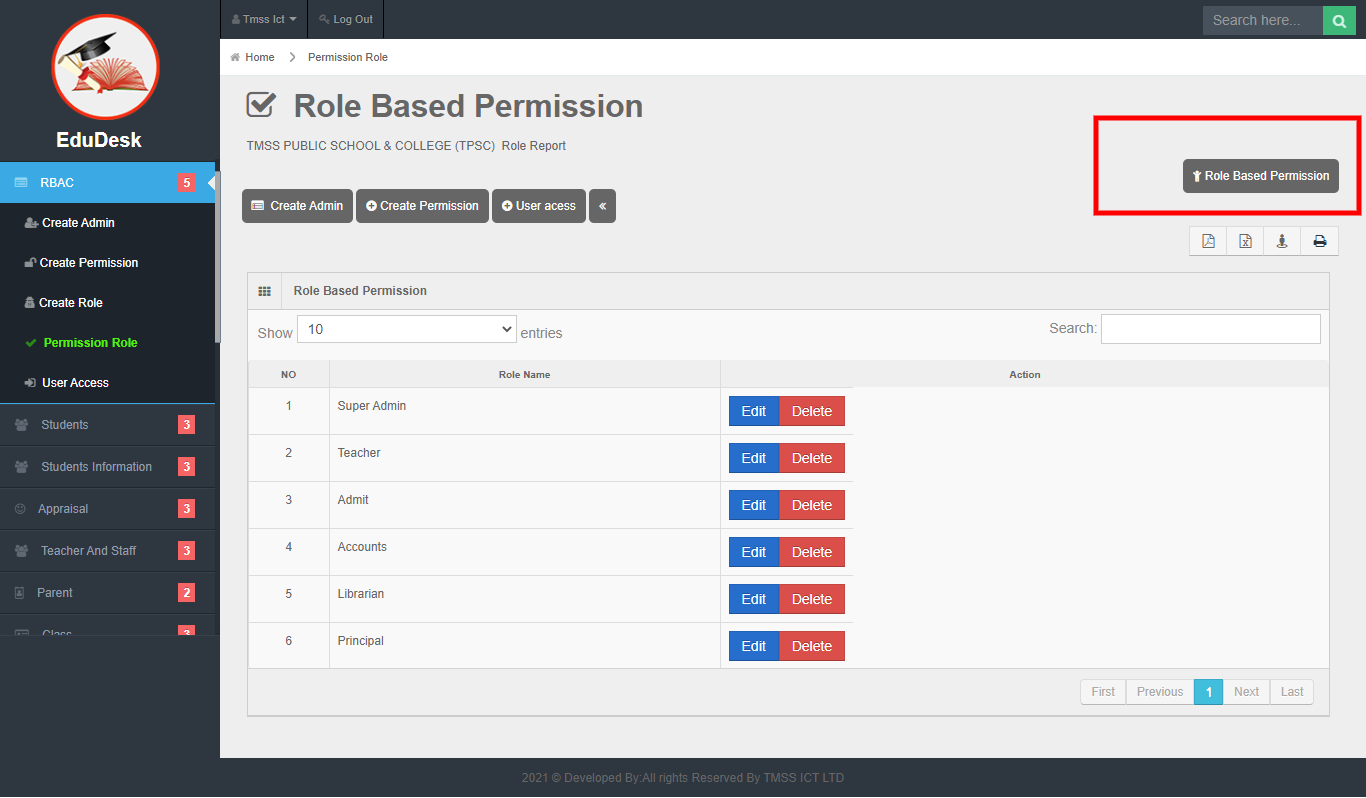 Tmss Ict
Log Out
Search here...
EduDesk
Home
Permission Role
Role Based Permission
TMSS PUBLIC SCHOOL & COLLEGE (TPSC) Role Report
Role Based Permission
Create Admin
Create Permission
User acess
«
RBAC 5
Create Admin
Create Permission
Create Role
Permission Role
User Access
Students 3
Students Information 3
Appraisal 3
Teacher And Staff 3
Parent 2
Class 3
Role Based Permission
Show 10 entries
Search:
NO Role Name Action
1 Super Admin Edit Delete
2 Teacher Edit Delete
3 Admit Edit Delete
4 Accounts Edit Delete
5 Librarian Edit Delete
6 Principal Edit Delete
First Previous 1 Next Last
2021 © Developed By:All rights Reserved By TMSS ICT LTD